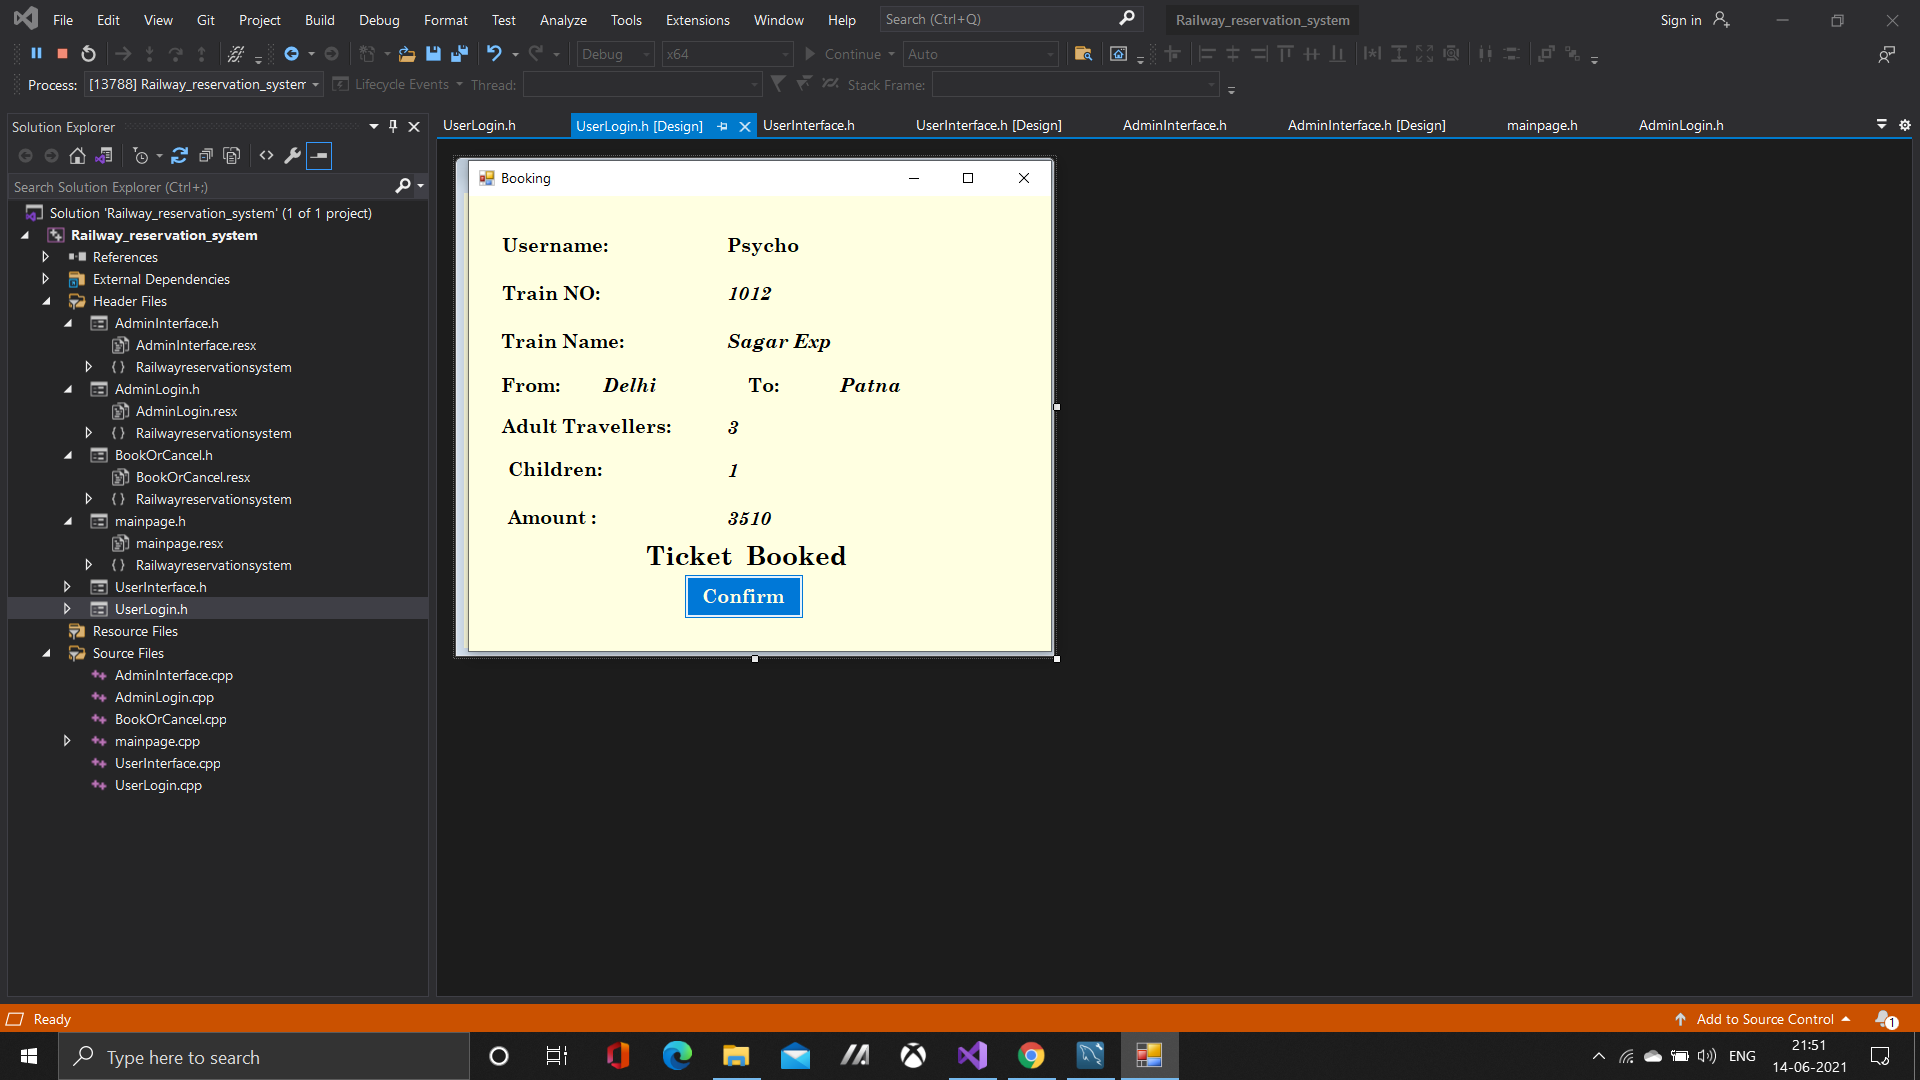 File Edit View Git Project Build Debug Format Test Analyze Tools Extensions Window Help Search (Ctrl+Q) Railway_reservation_system Sign in
Debug x64 Continue Auto
Process: [13788] Railway_reservation_system Lifecycle Events Thread: Stack Frame:
Solution Explorer
UserLogin.h UserLogin.h [Design] UserInterface.h UserInterface.h [Design] AdminInterface.h AdminInterface.h [Design] mainpage.h AdminLogin.h
Search Solution Explorer (Ctrl+;)
Solution 'Railway_reservation_system' (1 of 1 project)
Railway_reservation_system
References
External Dependencies
Header Files
AdminInterface.h
AdminInterface.resx
Railwayreservationsystem
AdminLogin.h
AdminLogin.resx
Railwayreservationsystem
BookOrCancel.h
BookOrCancel.resx
Railwayreservationsystem
mainpage.h
mainpage.resx
Railwayreservationsystem
UserInterface.h
UserLogin.h
Resource Files
Source Files
AdminInterface.cpp
AdminLogin.cpp
BookOrCancel.cpp
mainpage.cpp
UserInterface.cpp
UserLogin.cpp
Booking
Username: Psycho
Train NO: 1012
Train Name: Sagar Exp
From: Delhi To: Patna
Adult Travellers: 3
Children: 1
Amount : 3510
Ticket Booked
Confirm
Ready Add to Source Control 1
Type here to search ENG 21:51
14-06-2021